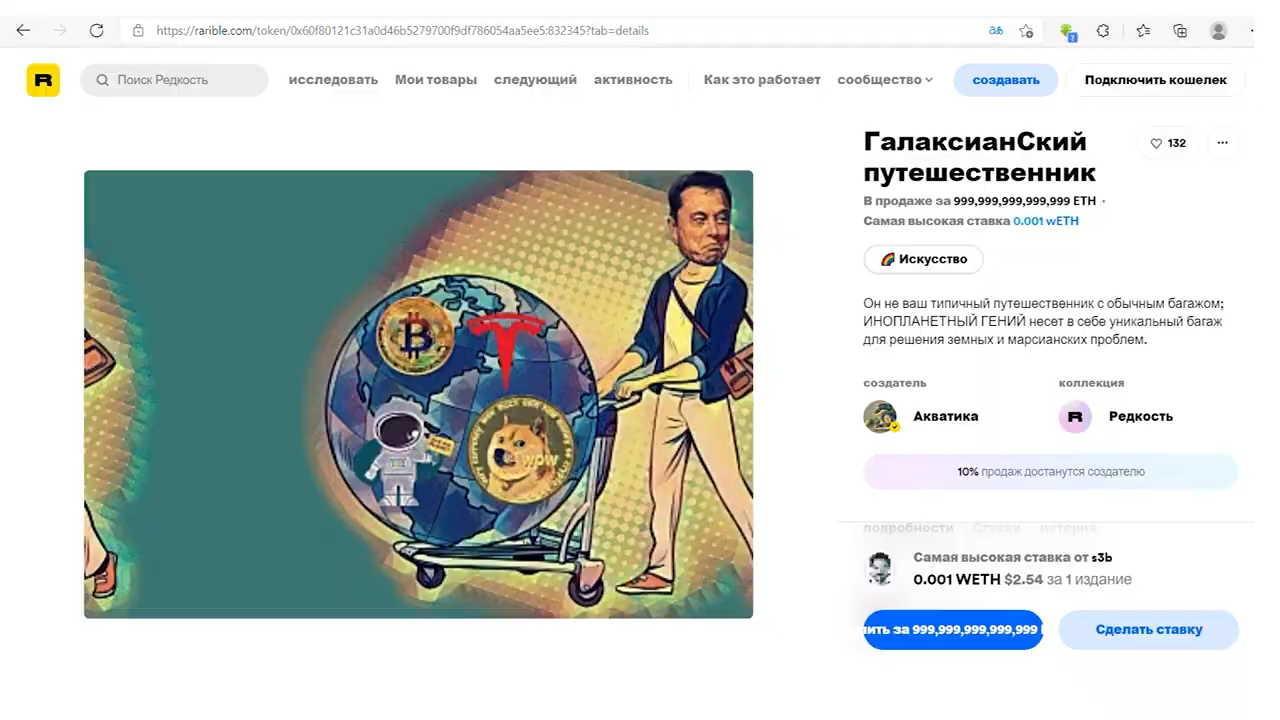 https://rarible.com/token/0x60f80121c31a0d46b5279700f9df786054aa5ee5:832345?tab=details
R
Поиск Редкость
исследовать
Мои товары
следующий
активность
Как это работает
сообщество
создавать
Подключить кошелек
ГалаксианСкий
путешественник
132
В продаже за 999,999,999,999,999 ETH ·
Самая высокая ставка 0.001 wETH
Искусство
Он не ваш типичный путешественник с обычным багажом;
ИНОПЛАНЕТНЫЙ ГЕНИЙ несет в себе уникальный багаж
для решения земных и марсианских проблем.
создатель
коллекция
Акватика
R
Редкость
10% продаж достанутся создателю
подробности
Ставки
история
Самая высокая ставка от s3b
0.001 WETH $2.54 за 1 издание
пить за 999,999,999,999,999
Сделать ставку
wow